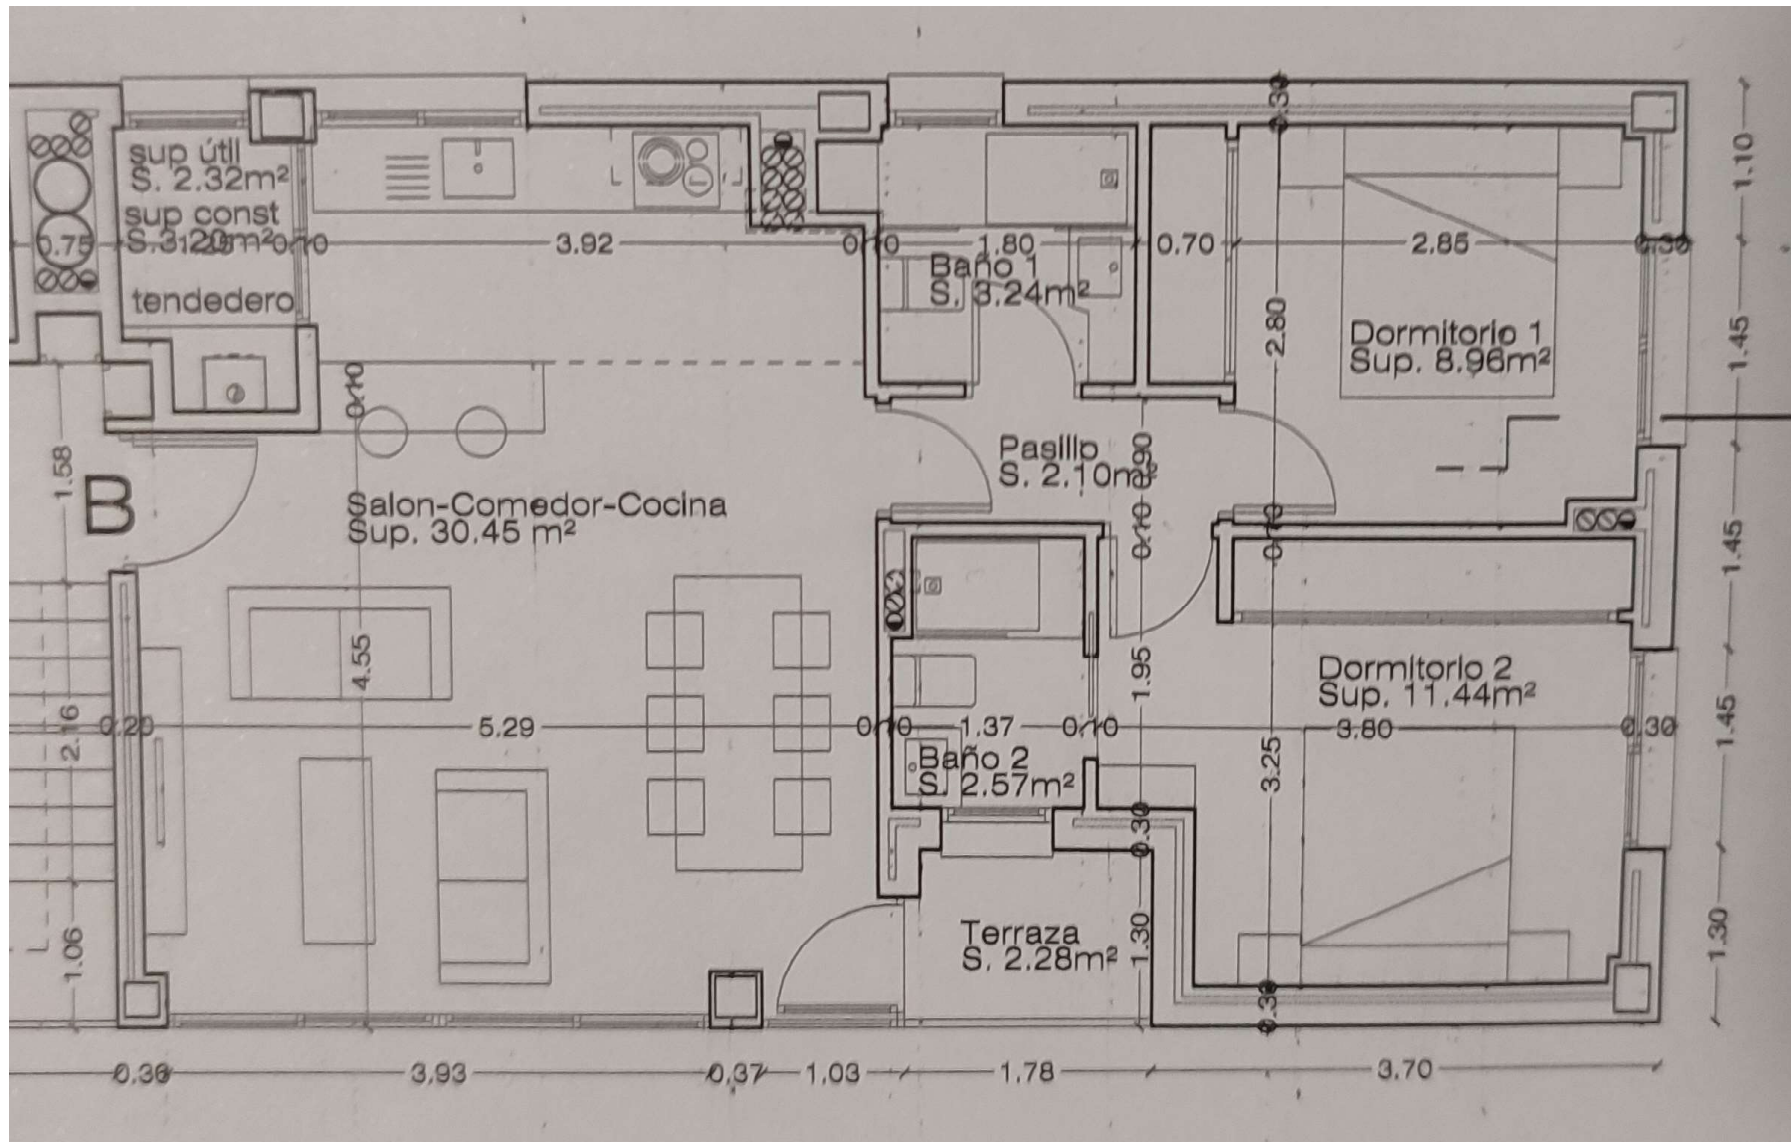 sup útil
S. 2.32m²
sup const
S.3.20m²
tendedero
0.75
0.10
3.92
0.10
1.80
0.70
2.85
0.30
Baño 1
S. 3.24m²
0.30
2.80
Dormitorio 1
Sup. 8.96m²
1.10
1.45
1.45
1.45
1.30
0.10
1.58
B
Salon-Comedor-Cocina
Sup. 30.45 m²
Pasillo
S. 2.10m²
0.90
0.10
4.55
1.95
Dormitorio 2
Sup. 11.44m²
2.16
0.20
5.29
0.10
1.37
0.10
3.80
0.30
Baño 2
S. 2.57m²
3.25
0.30
1.06
Terraza
S. 2.28m²
1.30
0.30
0.36
3.93
0.37
1.03
1.78
3.70